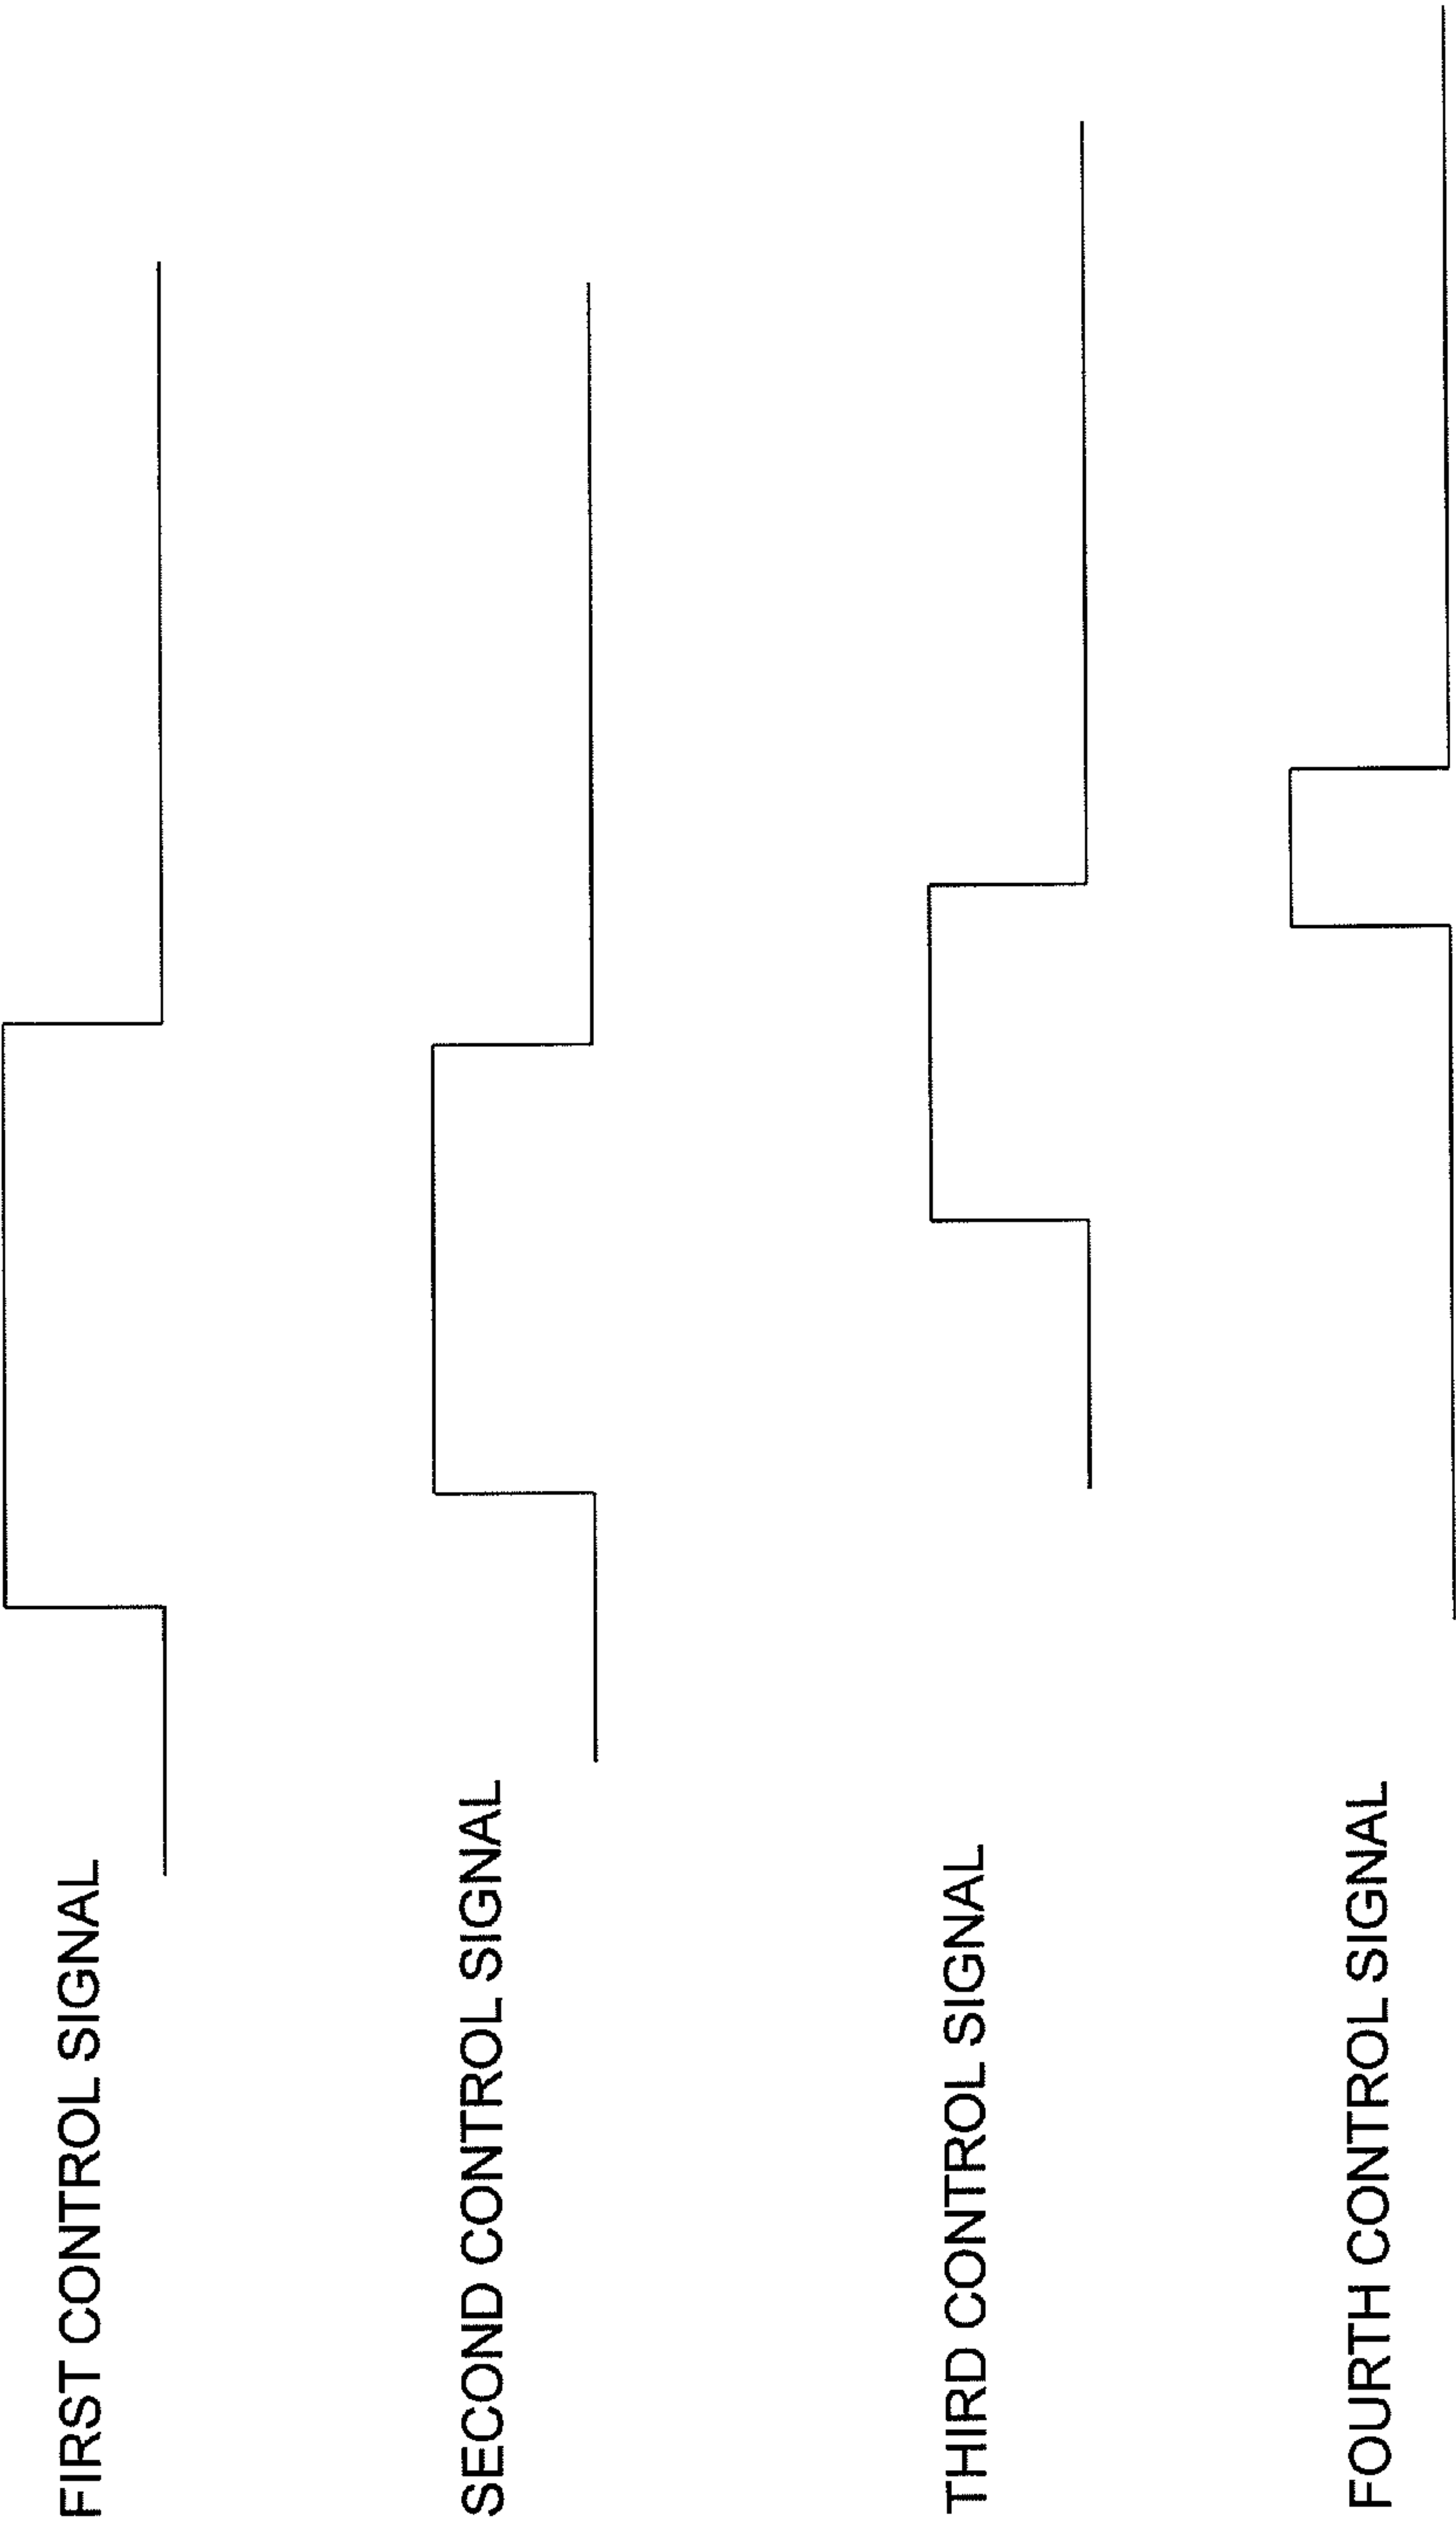 FIRST CONTROL SIGNAL
SECOND CONTROL SIGNAL
THIRD CONTROL SIGNAL
FOURTH CONTROL SIGNAL